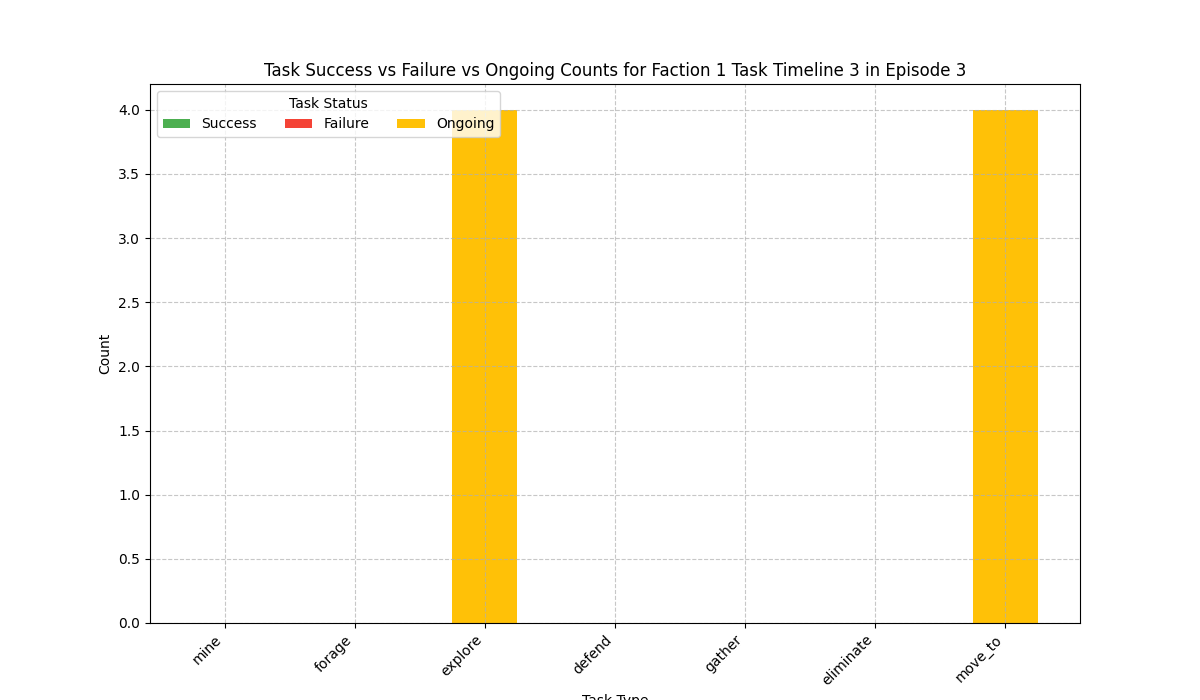 Task Success vs Failure vs Ongoing Counts for Faction 1 Task Timeline 3 in Episode 3
Task Status
Success Failure Ongoing
4.0
3.5
3.0
2.5
2.0
1.5
1.0
0.5
0.0
Count
mine
forage
explore
defend
gather
eliminate
move_to
Task Type